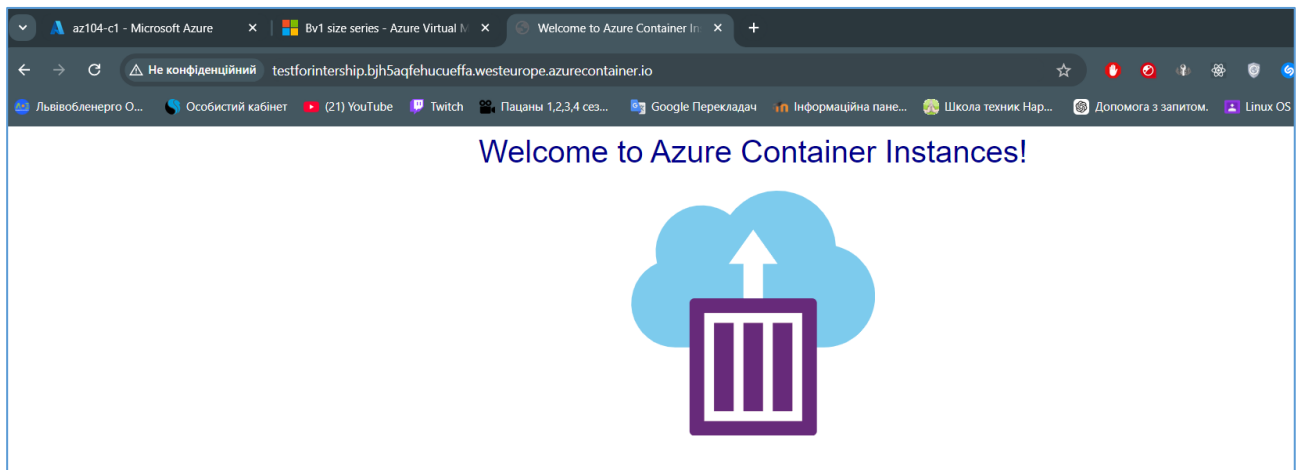 az104-c1 - Microsoft Azure
Bv1 size series - Azure Virtual M
Welcome to Azure Container In
Не конфіденційний testforintership.bjh5aqfehucueffa.westeurope.azurecontainer.io
Львівобленерго О... Особистий кабінет (21) YouTube Twitch Пацаны 1,2,3,4 сез... Google Перекладач Інформаційна пане... Школа техник Нар... Допомога з запитом. Linux OS
Welcome to Azure Container Instances!